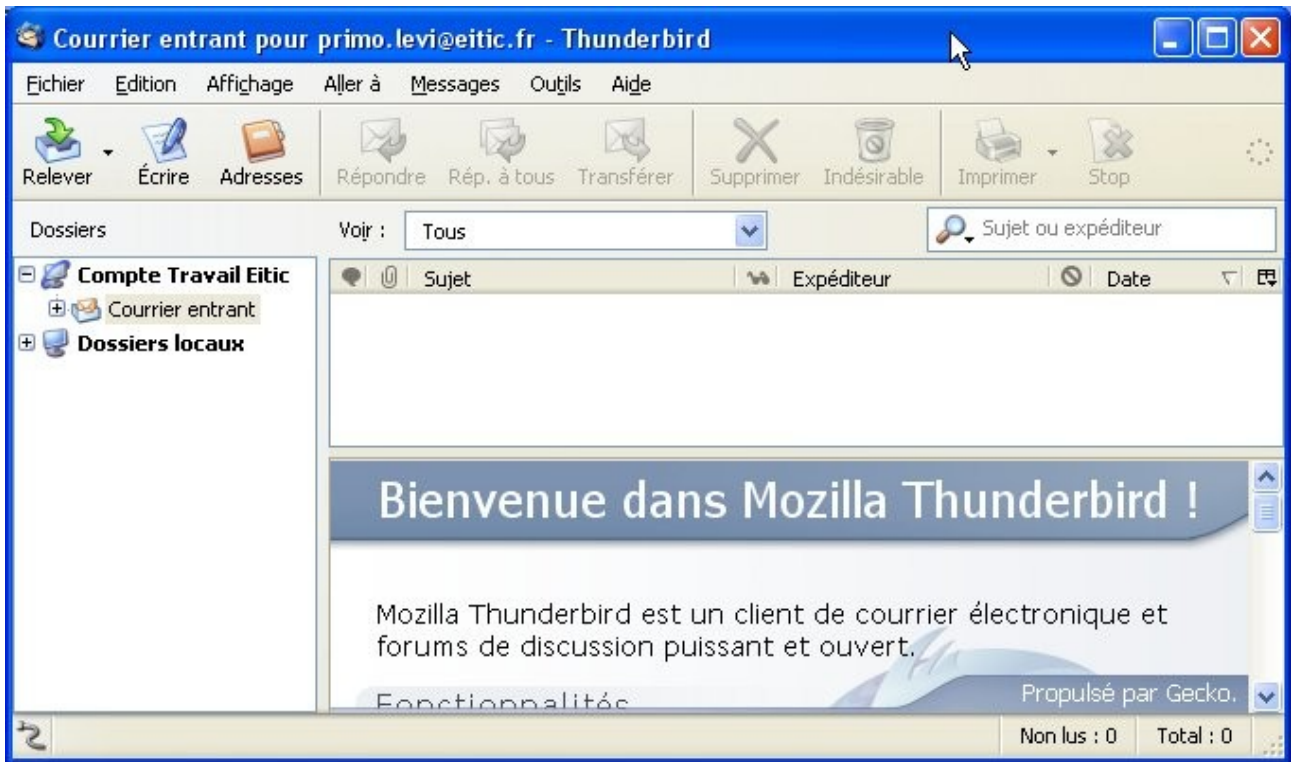 Courrier entrant pour primo.levi@eitic.fr - Thunderbird
Fichier Edition Affichage Aller à Messages Outils Aide
Relever Écrire Adresses Répondre Rép. à tous Transférer Supprimer Indésirable Imprimer Stop
Dossiers Voir : Tous Sujet ou expéditeur
Compte Travail Eitic Sujet Expéditeur Date
Courrier entrant
Dossiers locaux
Bienvenue dans Mozilla Thunderbird !
Mozilla Thunderbird est un client de courrier électronique et
forums de discussion puissant et ouvert.
Fonctionnalités
Propulsé par Gecko.
Non lus : 0 Total : 0